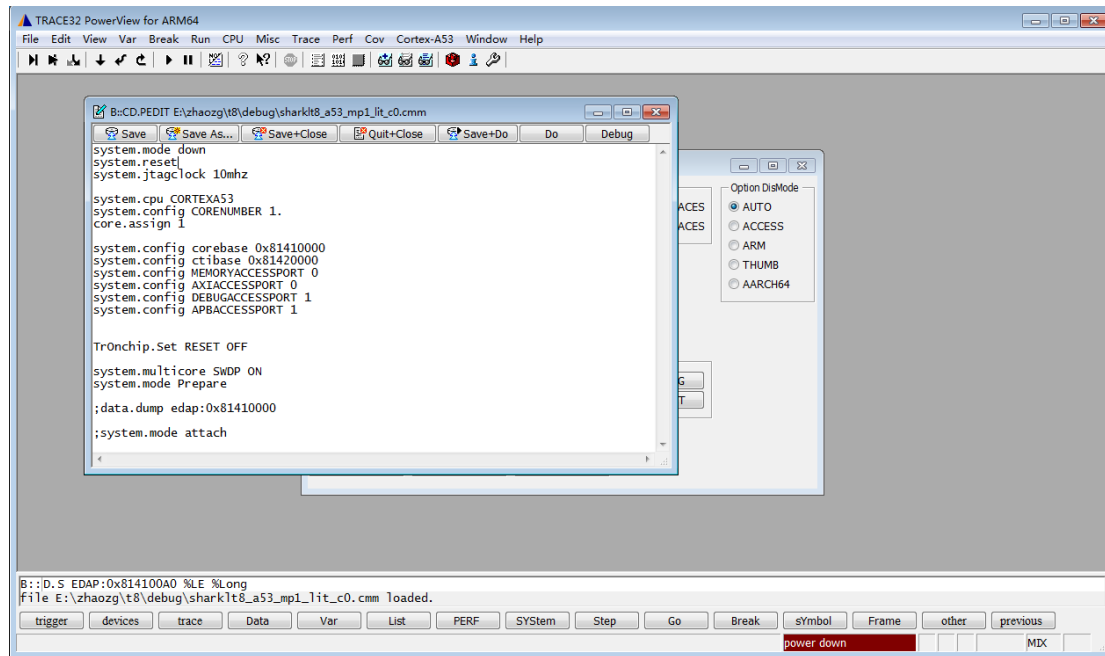 TRACE32 PowerView for ARM64
File Edit View Var Break Run CPU Misc Trace Perf Cov Cortex-A53 Window Help
B::CD.PEDIT E:\zhaozg\t8\debug\sharklt8_a53_mp1_lit_c0.cmm
Save Save As... Save+Close Quit+Close Save+Do Do Debug
system.mode down
system.reset
system.jtagclock 10mhz
system.cpu CORTEXA53
system.config CORENUMBER 1.
core.assign 1
system.config corebase 0x81410000
system.config ctibase 0x81420000
system.config MEMORYACCESSPORT 0
system.config AXIACCESSPORT 0
system.config DEBUGACCESSPORT 1
system.config APBACCESSPORT 1
TrOnchip.Set RESET OFF
system.multicore SWDP ON
system.mode Prepare
;data.dump edap:0x81410000
;system.mode attach
ACES
ACES
G
T
Option DisMode
AUTO
ACCESS
ARM
THUMB
AARCH64
B::D.S EDAP:0x814100A0 %LE %Long
file E:\zhaozg\t8\debug\sharklt8_a53_mp1_lit_c0.cmm loaded.
trigger devices trace Data Var List PERF SYStem Step Go Break sYmbol Frame other previous
power down MIX